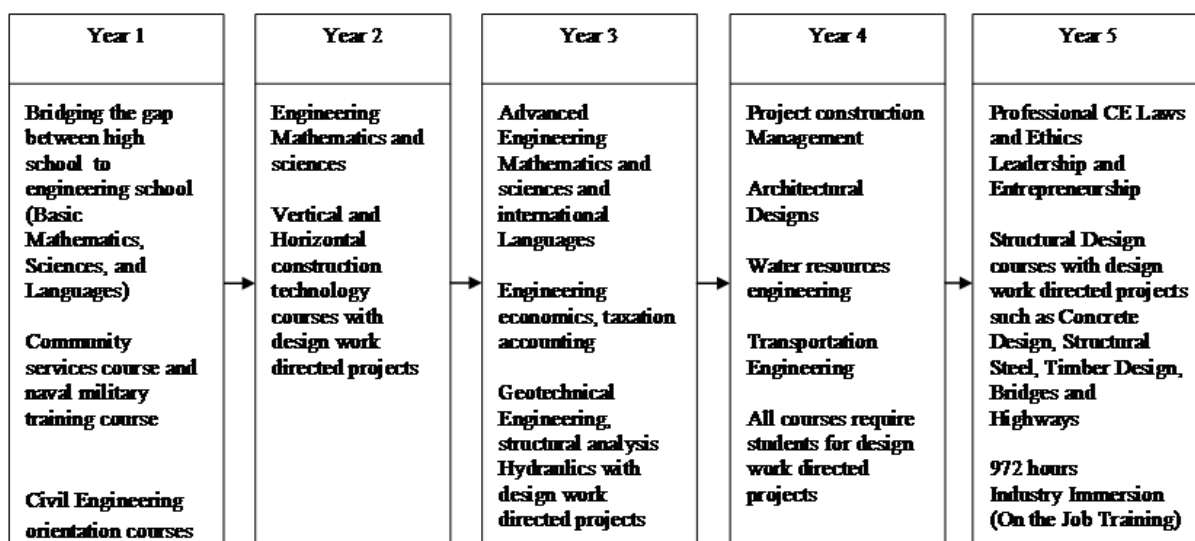 Year 1
Bridging the gap
between high
school to
engineering school
(Basic
Mathematics,
Sciences, and
Languages)
Community
services course and
naval military
training course
Civil Engineering
orientation courses
Year 2
Engineering
Mathematics and
sciences
Vertical and
Horizontal
construction
technology
courses with
design work
directed projects
Year 3
Advanced
Engineering
Mathematics and
sciences and
international
Languages
Engineering
economics, taxation
accounting
Geotechnical
Engineering,
structural analysis
Hydraulics with
design work
directed projects
Year 4
Project construction
Management
Architectural
Designs
Water resources
engineering
Transportation
Engineering
All courses require
students for design
work directed
projects
Year 5
Professional CE Laws
and Ethics
Leadership and
Entrepreneurship
Structural Design
courses with design
work directed projects
such as Concrete
Design, Structural
Steel, Timber Design,
Bridges and
Highways
972 hours
Industry Immersion
(On the Job Training)